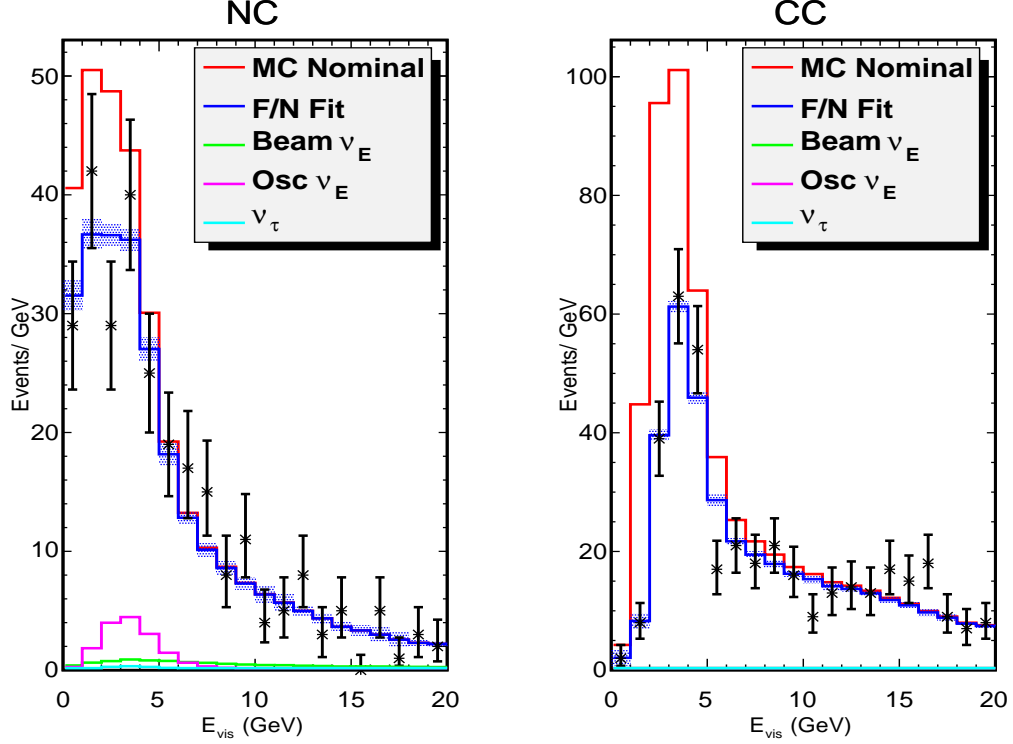 NC
50
40
30
20
10
0
Events/ GeV
MC Nominal
F/N Fit
Beam ν_E
Osc ν_E
ν_τ
0 5 10 15 20
E_vis (GeV)
CC
100
80
60
40
20
0
Events/ GeV
MC Nominal
F/N Fit
Beam ν_E
Osc ν_E
ν_τ
0 5 10 15 20
E_vis (GeV)